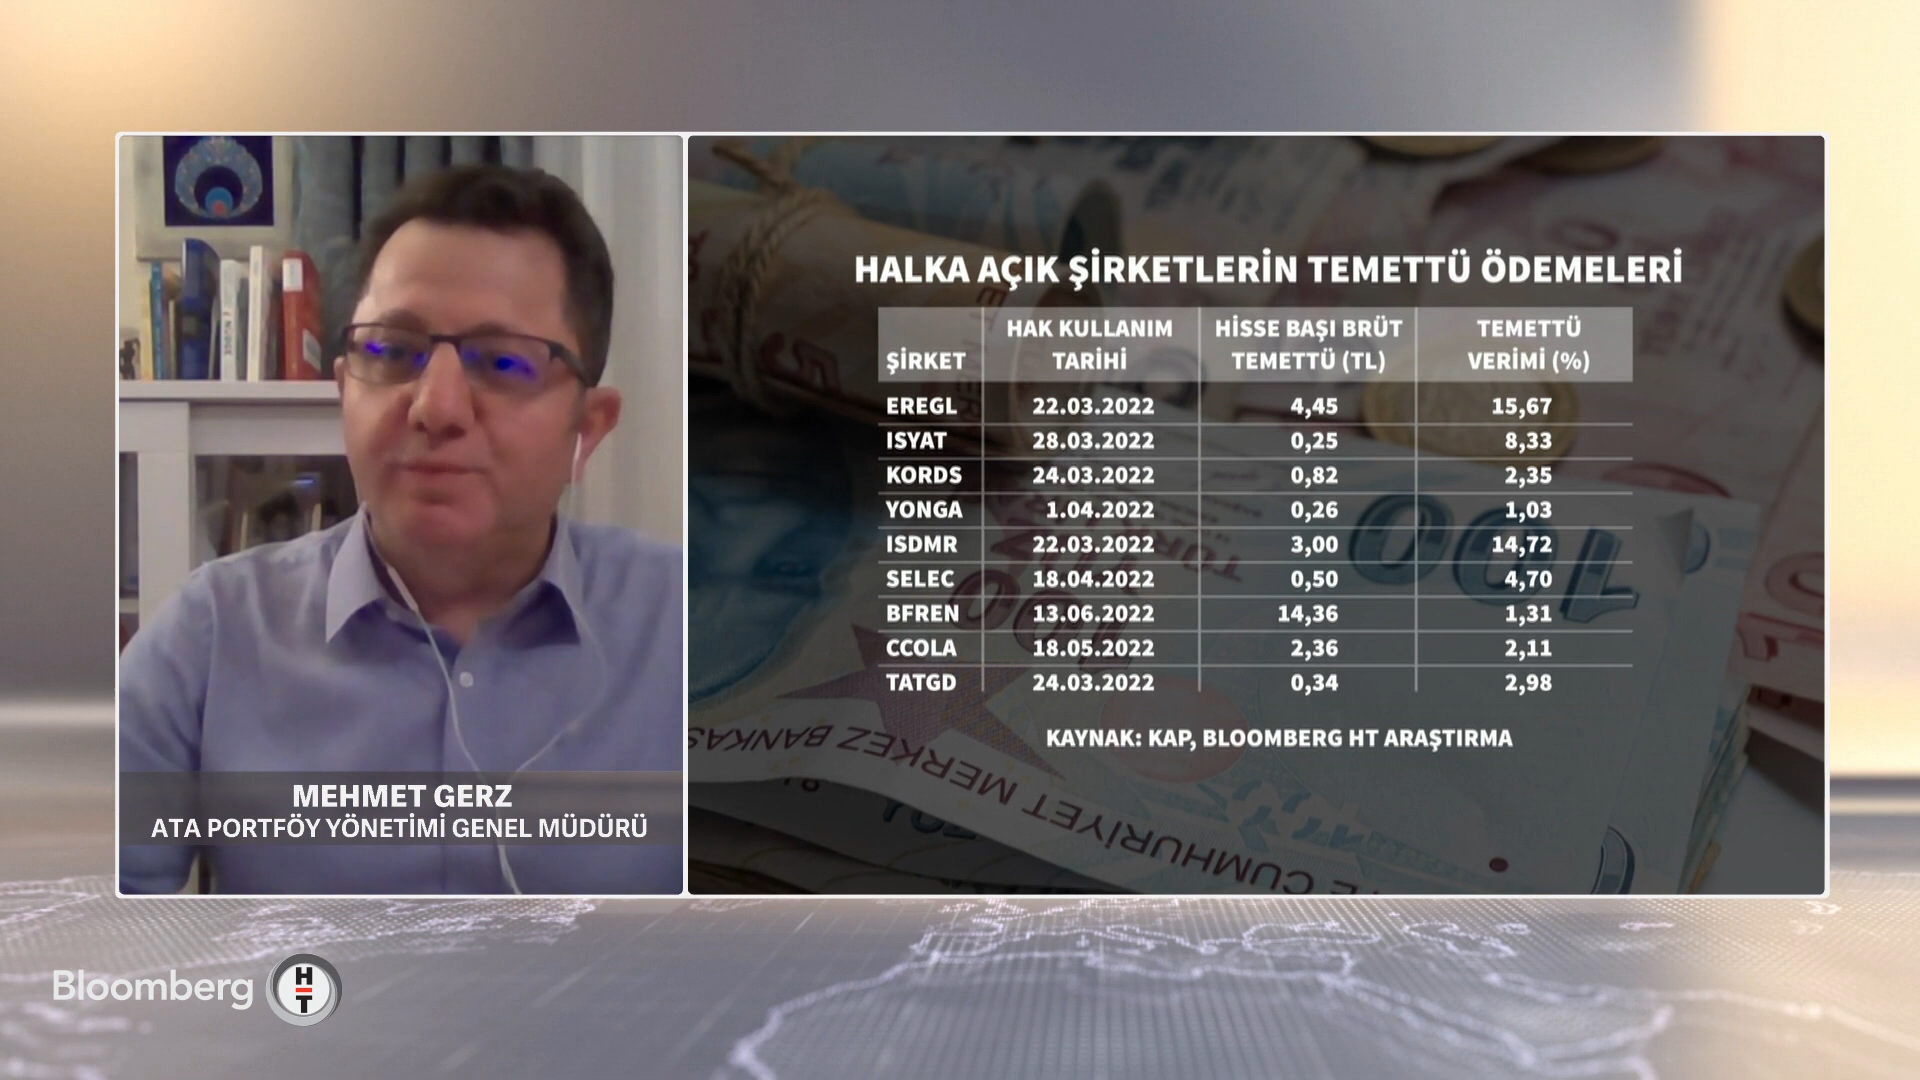 HALKA AÇIK ŞİRKETLERİN TEMETTÜ ÖDEMELERİ
ŞİRKET HAK KULLANIM TARİHİ HİSSE BAŞI BRÜT TEMETTÜ (TL) TEMETTÜ VERİMİ (%)
EREGL 22.03.2022 4,45 15,67
ISYAT 28.03.2022 0,25 8,33
KORDS 24.03.2022 0,82 2,35
YONGA 1.04.2022 0,26 1,03
ISDMR 22.03.2022 3,00 14,72
SELEC 18.04.2022 0,50 4,70
BFREN 13.06.2022 14,36 1,31
CCOLA 18.05.2022 2,36 2,11
TATGD 24.03.2022 0,34 2,98
KAYNAK: KAP, BLOOMBERG HT ARAŞTIRMA
100
CUMHURİYET MERKEZ BANKAS
MEHMET GERZ
ATA PORTFÖY YÖNETİMİ GENEL MÜDÜRÜ
Bloomberg HT